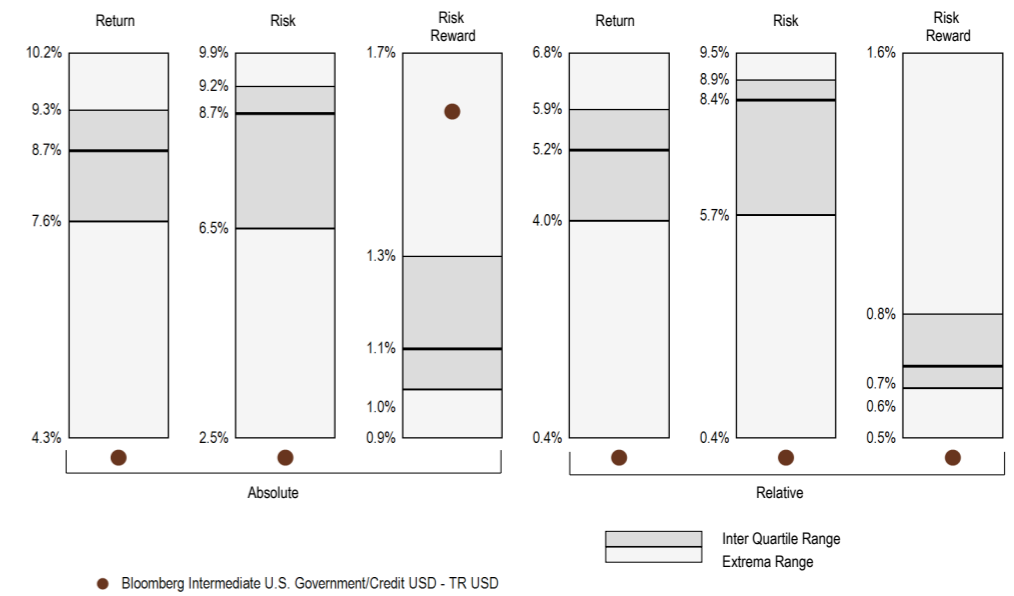 Return
Risk
Risk
Reward
Return
Risk
Risk
Reward
10.2%
9.3%
8.7%
7.6%
4.3%
9.9%
9.2%
8.7%
6.5%
2.5%
1.7%
1.3%
1.1%
1.0%
0.9%
6.8%
5.9%
5.2%
4.0%
0.4%
9.5%
8.9%
8.4%
5.7%
0.4%
1.6%
0.8%
0.7%
0.6%
0.5%
Absolute
Relative
Inter Quartile Range
Extrema Range
Bloomberg Intermediate U.S. Government/Credit USD - TR USD